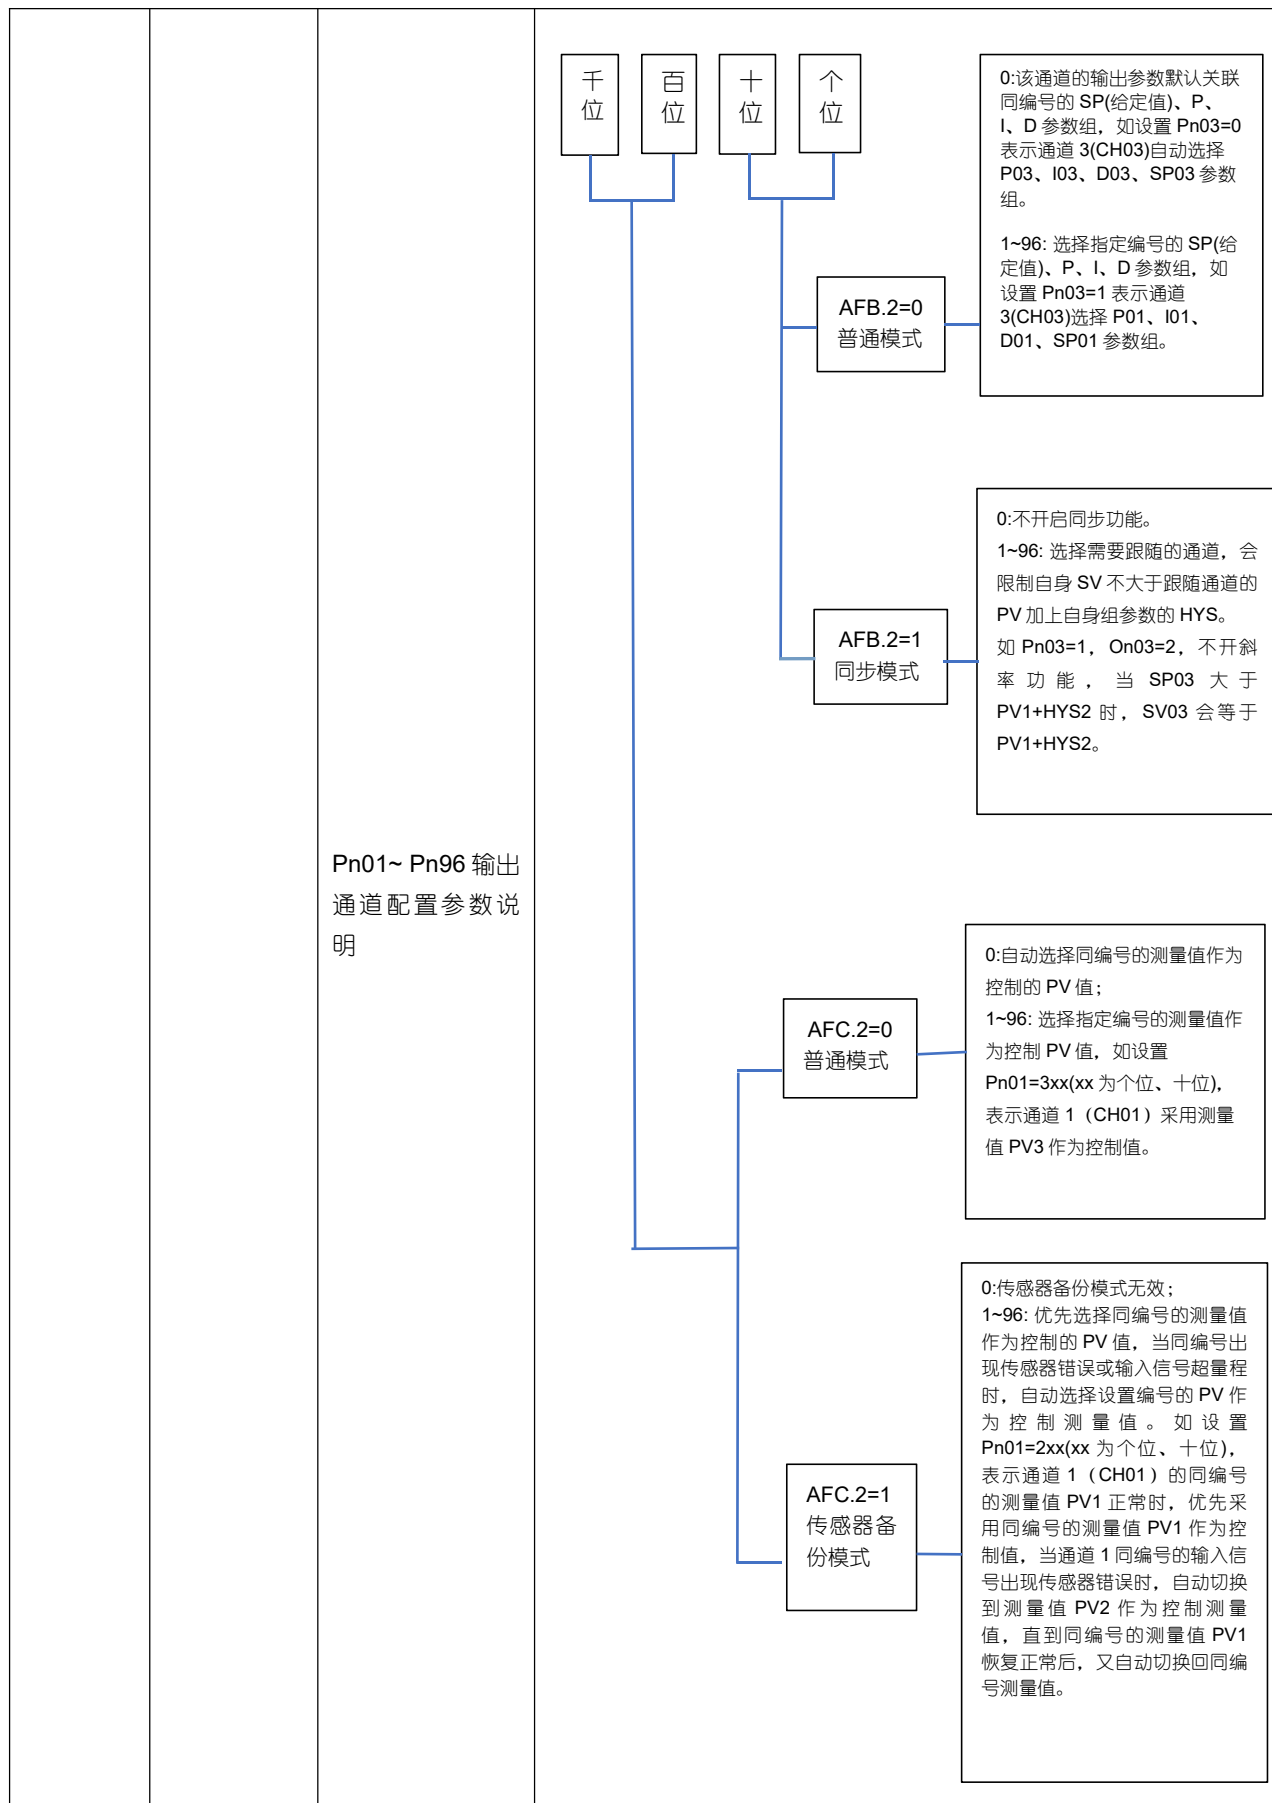 千
位
百
位
十
位
个
位
0:该通道的输出参数默认关联
同编号的 SP(给定值)、P、
I、D 参数组，如设置 Pn03=0
表示通道 3(CH03)自动选择
P03、I03、D03、SP03 参数
组。
1~96: 选择指定编号的 SP(给
定值)、P、I、D 参数组，如
设置 Pn03=1 表示通道
3(CH03)选择 P01、I01、
D01、SP01 参数组。
AFB.2=0
普通模式
0:不开启同步功能。
1~96: 选择需要跟随的通道，会
限制自身 SV 不大于跟随通道的
PV 加上自身组参数的 HYS。
如 Pn03=1，On03=2，不开斜
率功能，当 SP03 大于
PV1+HYS2 时，SV03 会等于
PV1+HYS2。
AFB.2=1
同步模式
Pn01~ Pn96 输出
通道配置参数说
明
0:自动选择同编号的测量值作为
控制的 PV 值；
1~96: 选择指定编号的测量值作
为控制 PV 值，如设置
Pn01=3xx(xx 为个位、十位)，
表示通道 1（CH01）采用测量
值 PV3 作为控制值。
AFC.2=0
普通模式
0:传感器备份模式无效；
1~96: 优先选择同编号的测量值
作为控制的 PV 值，当同编号出
现传感器错误或输入信号超量程
时，自动选择设置编号的 PV 作
为控制测量值。如设置
Pn01=2xx(xx 为个位、十位)，
表示通道 1（CH01）的同编号
的测量值 PV1 正常时，优先采
用同编号的测量值 PV1 作为控
制值，当通道 1 同编号的输入信
号出现传感器错误时，自动切换
到测量值 PV2 作为控制测量
值，直到同编号的测量值 PV1
恢复正常后，又自动切换回同编
号测量值。
AFC.2=1
传感器备
份模式